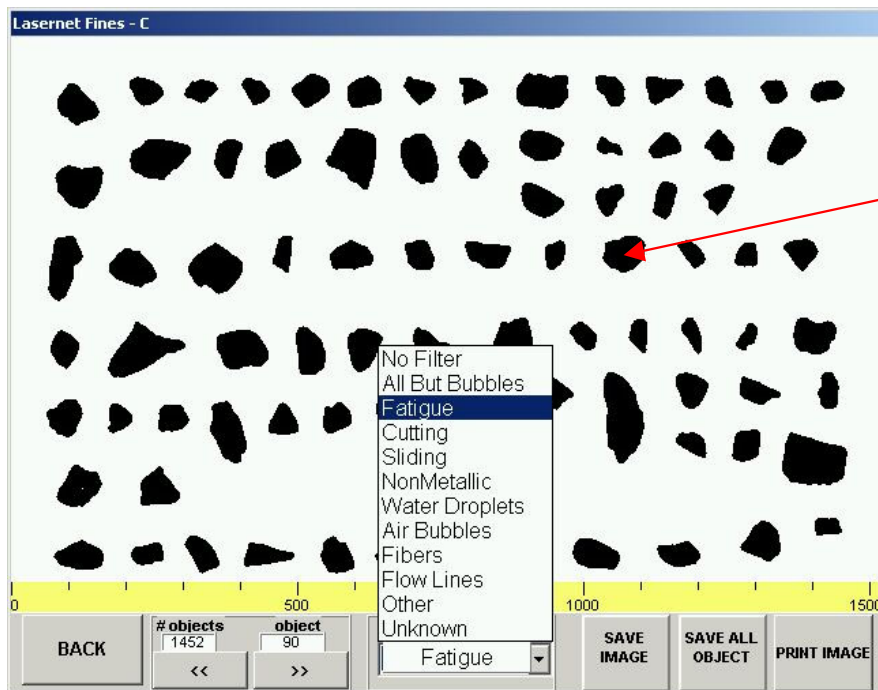 Lasernet Fines - C
No Filter
All But Bubbles
Fatigue
Cutting
Sliding
NonMetallic
Water Droplets
Air Bubbles
Fibers
Flow Lines
Other
Unknown
0 500 1000 1500
BACK
# objects
1452
<<
object
90
>>
Fatigue
SAVE
IMAGE
SAVE ALL
OBJECT
PRINT IMAGE